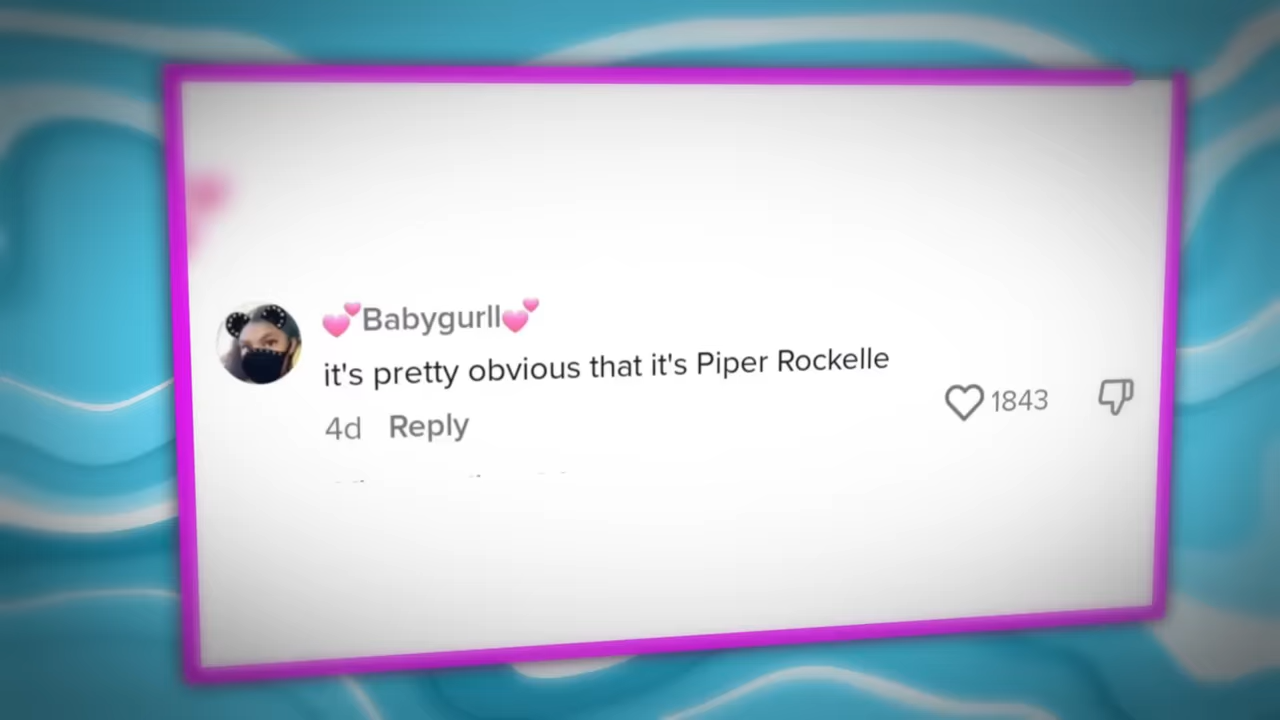 💕Babygurll💕
it's pretty obvious that it's Piper Rockelle
1843
4d Reply